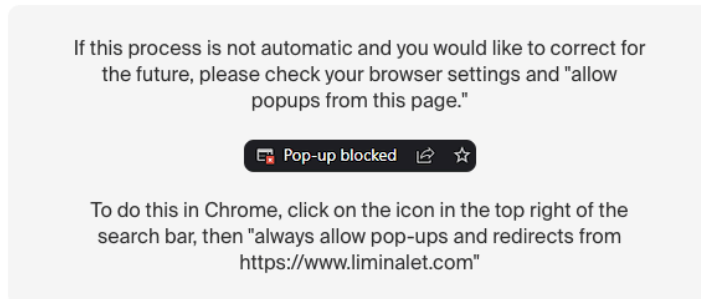 If this process is not automatic and you would like to correct for
the future, please check your browser settings and "allow
popups from this page."
Pop-up blocked
To do this in Chrome, click on the icon in the top right of the
search bar, then "always allow pop-ups and redirects from
https://www.liminalet.com"